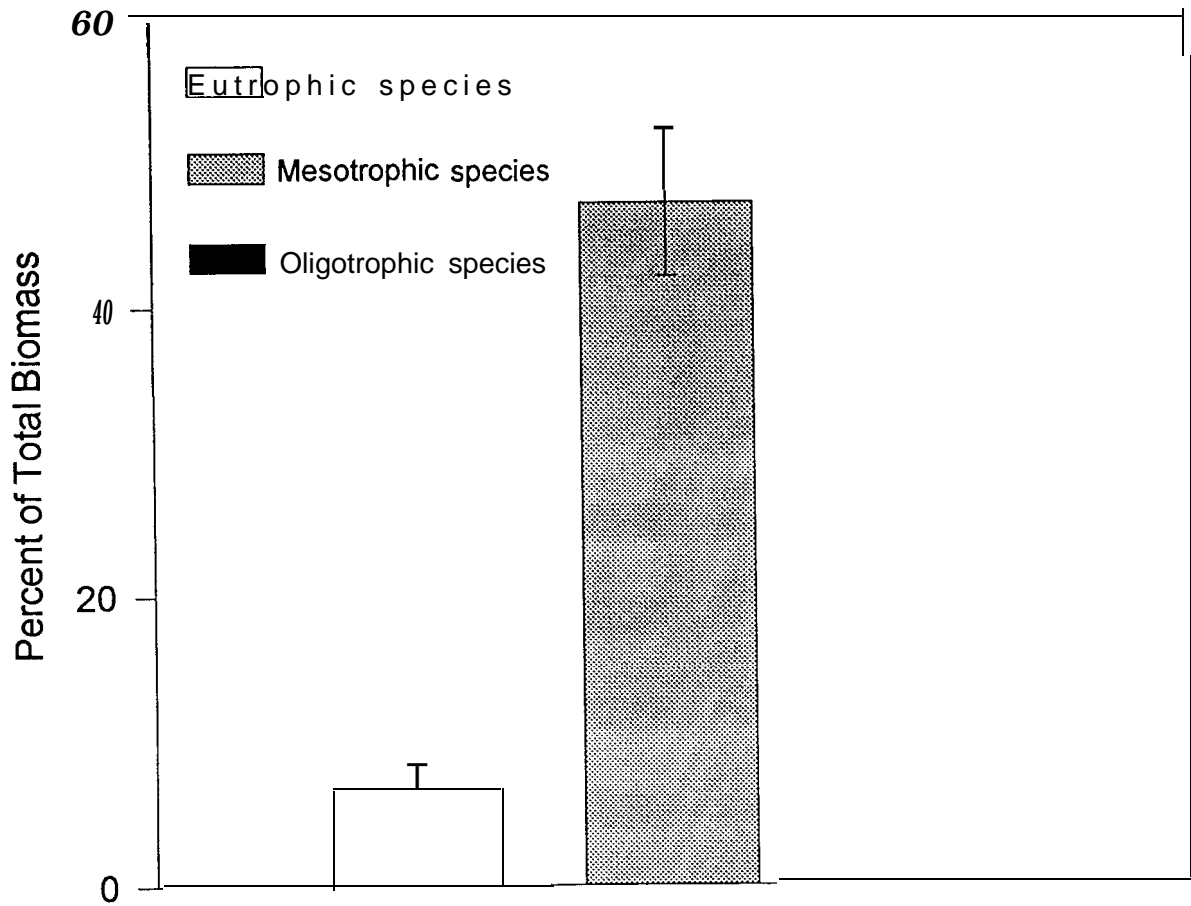 60
Eutrophic species
Mesotrophic species
Oligotrophic species
40
Percent of Total Biomass
20
0